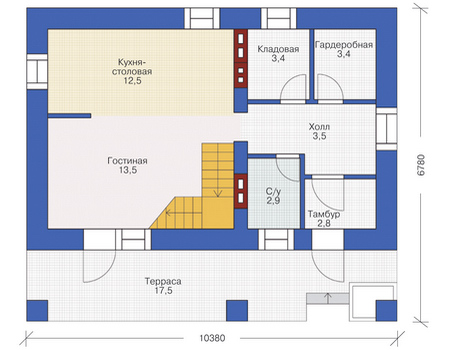 Кухня-
столовая
12,5
Кладовая
3,4
Гардеробная
3,4
Холл
3,5
Гостиная
13,5
С/у
2,9
Тамбур
2,8
Терраса
17,5
6780
10380